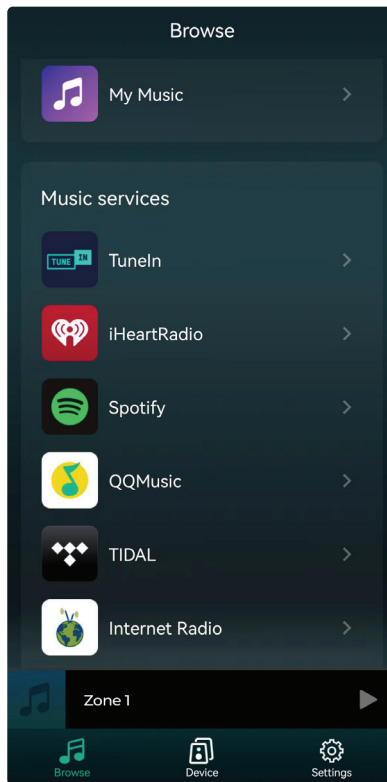 Browse
My Music
Music services
TUNE IN
TuneIn
iHeartRadio
Spotify
QQMusic
TIDAL
Internet Radio
Zone 1
Browse Device Settings